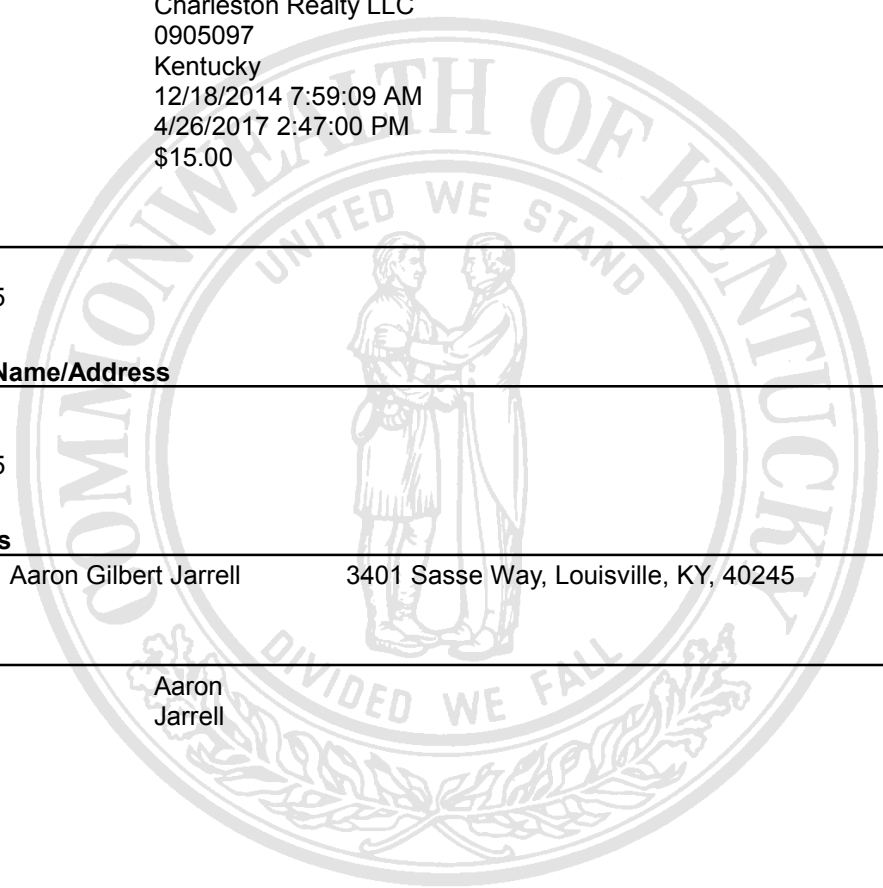 Charleston Realty LLC
0905097
Kentucky
12/18/2014 7:59:09 AM
4/26/2017 2:47:00 PM
$15.00
5
Name/Address
5
s
Aaron Gilbert Jarrell 3401 Sasse Way, Louisville, KY, 40245
Aaron
Jarrell
COMMONWEALTH OF KENTUCKY
UNITED WE STAND
DIVIDED WE FALL